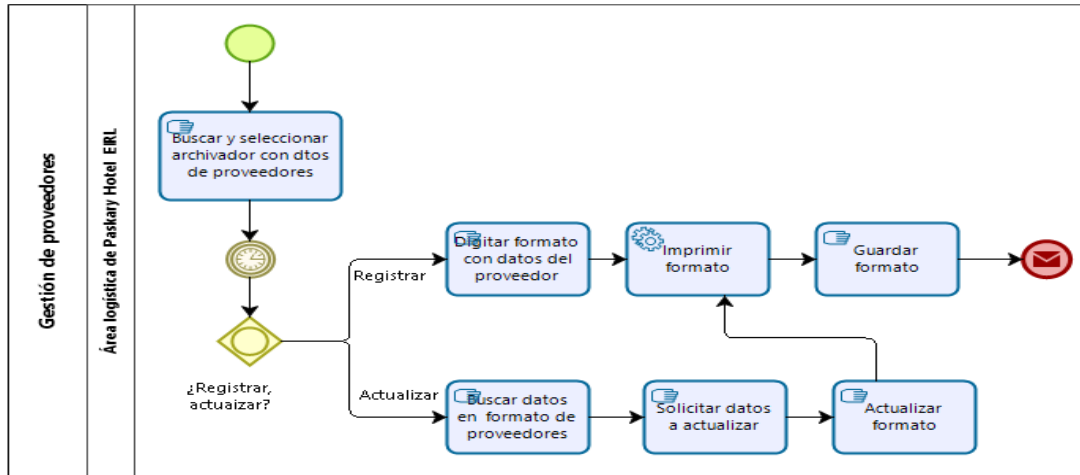 Gestión de proveedores
Área logística de Paskary Hotel EIRL
Buscar y seleccionar
archivador con dtos
de proveedores
¿Registrar,
actuaizar?
Registrar
Digitar formato
con datos del
proveedor
Imprimir
formato
Guardar
formato
Actualizar
Buscar datos
en formato de
proveedores
Solicitar datos
a actualizar
Actualizar
formato